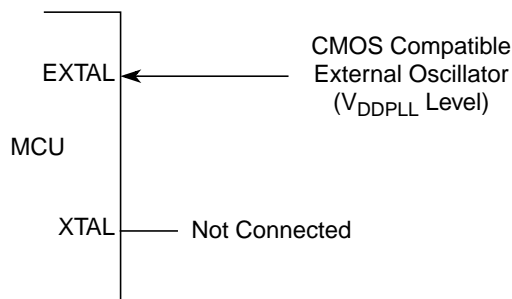 CMOS Compatible
External Oscillator
(VDDPLL Level)
EXTAL
MCU
XTAL
Not Connected